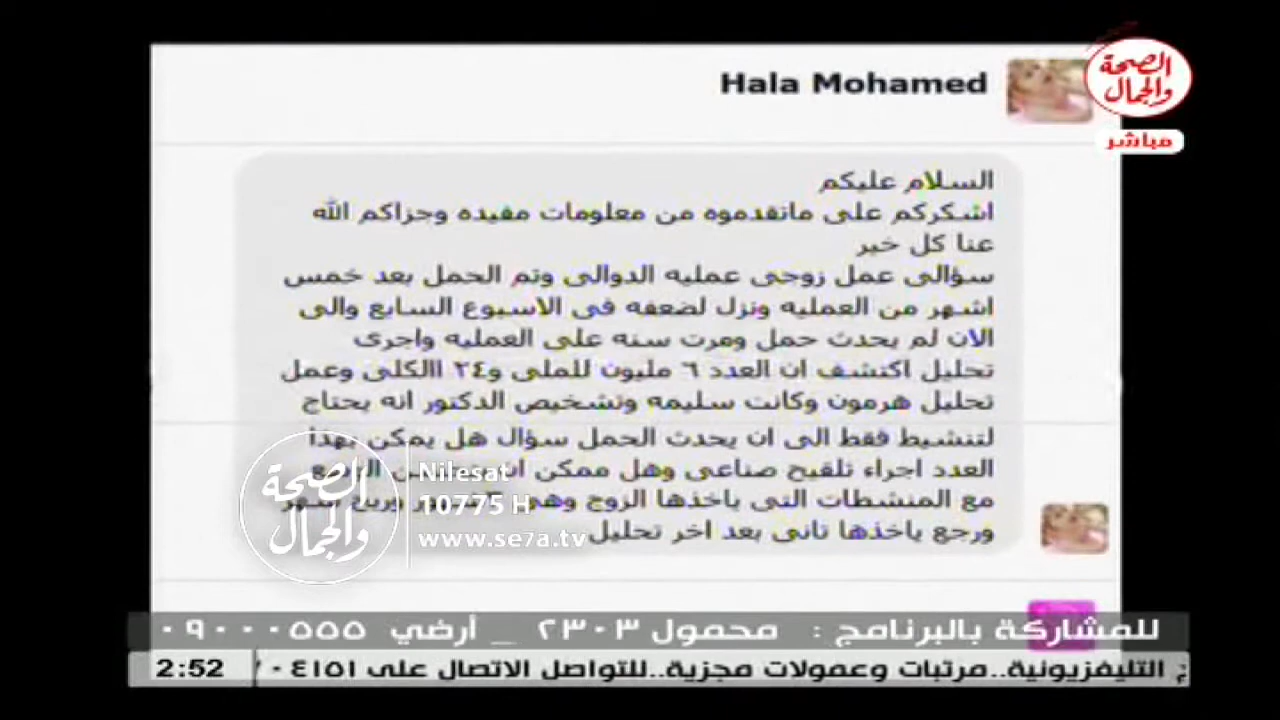 Hala Mohamed
الصحة
والجمال
مباشر
السلام عليكم
اشكركم على ماتقدموه من معلومات مفيده وجزاكم الله
عنا كل خير
سؤالى عمل زوجى عمليه الدوالى وتم الحمل بعد خمس
اشهر من العمليه ونزل لضعفه فى الاسبوع السابع والى
الان لم يحدث حمل ومرت سنه على العمليه واجرى
تحليل اكتشف ان العدد ٦ مليون للملى و٢٤ االكلى وعمل
تحليل هرمون وكانت سليمه وتشخيص الدكتور انه يحتاج
لتنشيط فقط الى ان يحدث الحمل سؤال هل يمكن بهذا
العدد اجراء تلقيح صناعى وهل ممكن
مع المنشطات التى ياخذها الزوج وهى
ورجع ياخذها تانى بعد اخر تحليل
الصحة
والجمال
Nilesat
10775 H
www.se7a.tv
للمشاركة بالبرنامج : محمول ٢٣٠٣ _ أرضي ٠٩٠٠٠٥٥٥
التليفزيونية..مرتبات وعمولات مجزية..للتواصل الاتصال على ٤١٥١ - ٠
2:52